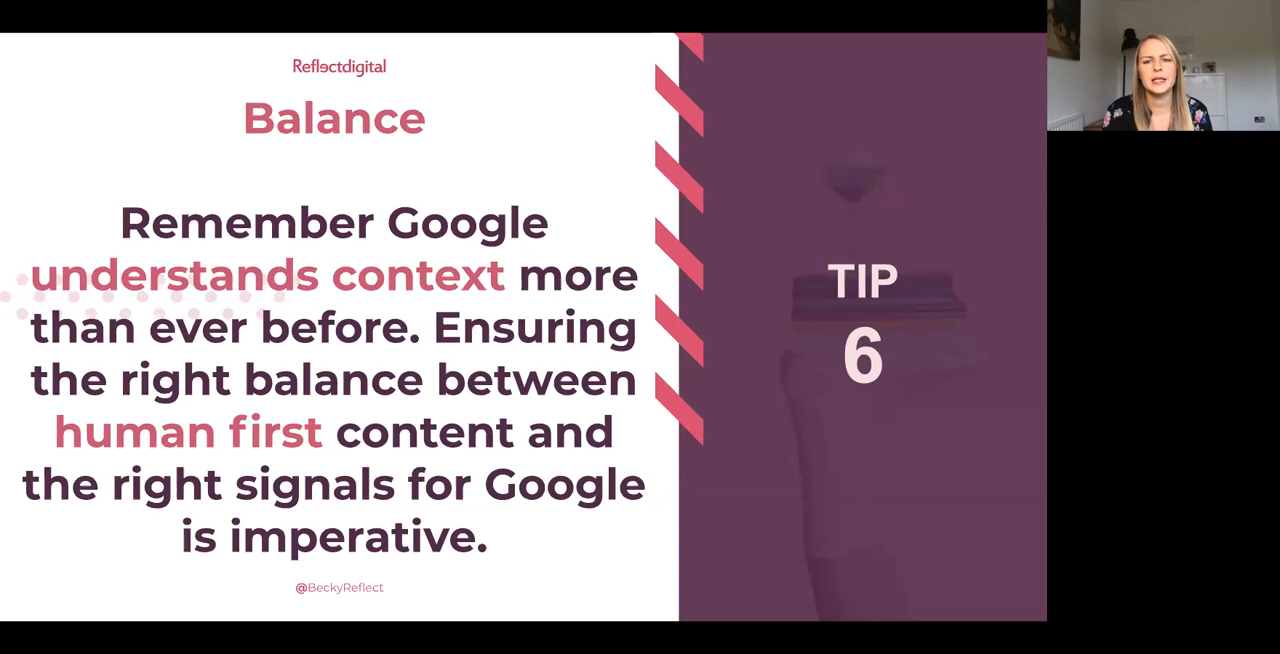 Reflectdigital
Balance
Remember Google
understands context more
than ever before. Ensuring
the right balance between
human first content and
the right signals for Google
is imperative.
@BeckyReflect
TIP
6